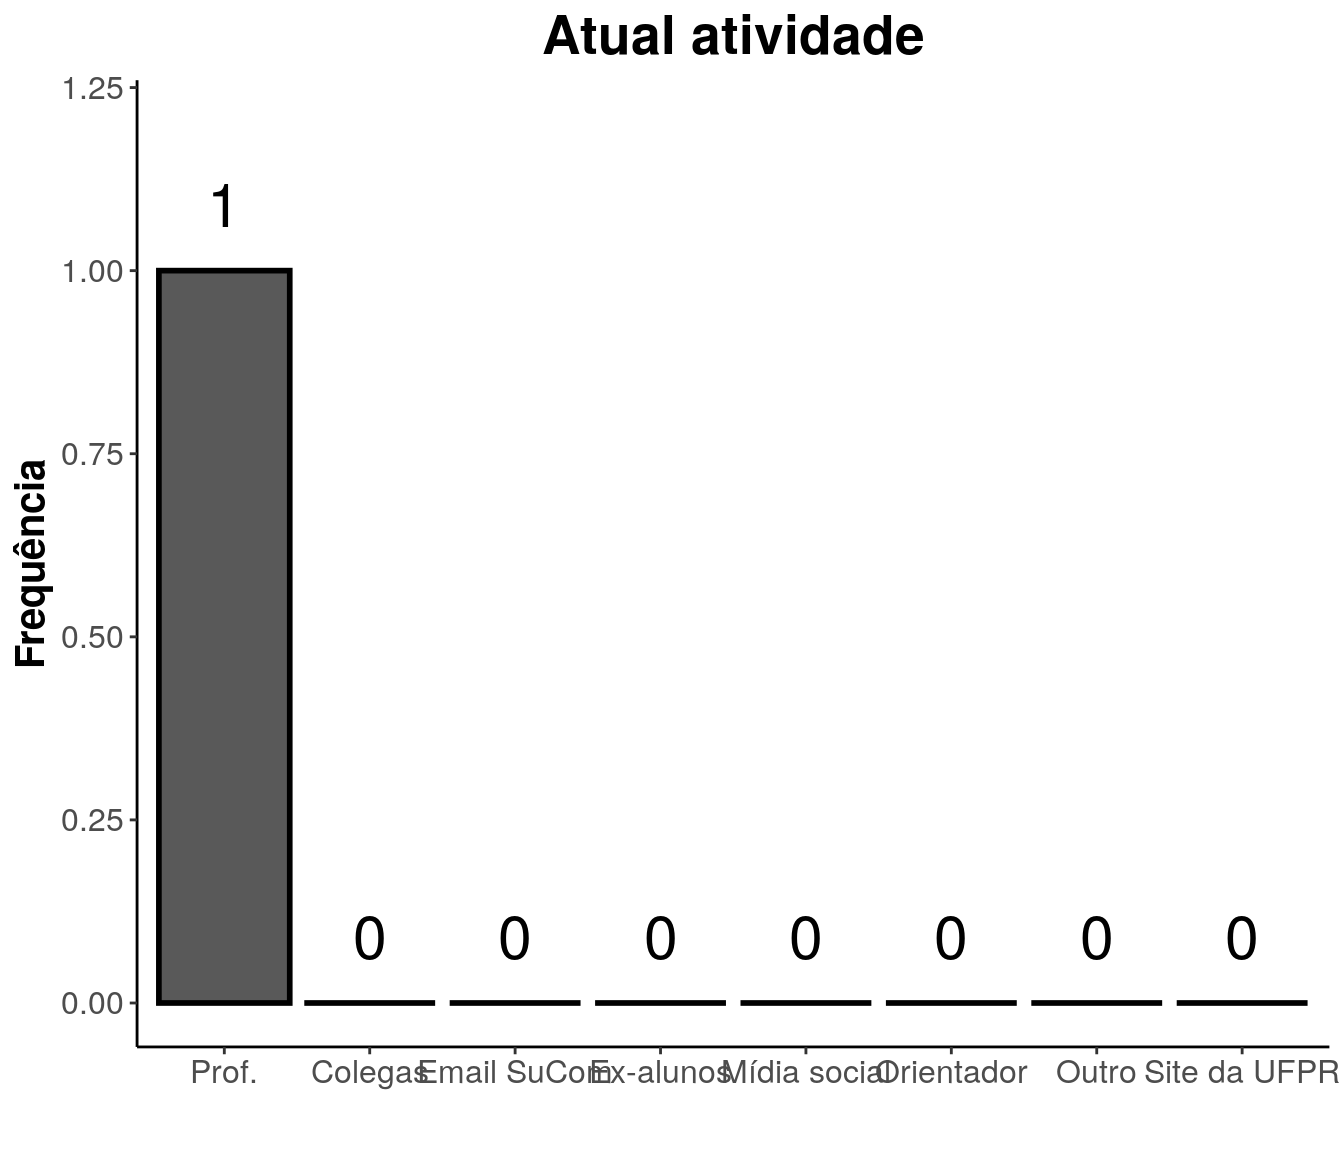 Atual atividade
1.25
1
1.00
0.75
Frequência
0.50
0.25
0 0 0 0 0 0 0
0.00
Prof. Colegas Email SuCom Ex-alunos Mídia social Orientador Outro Site da UFPR